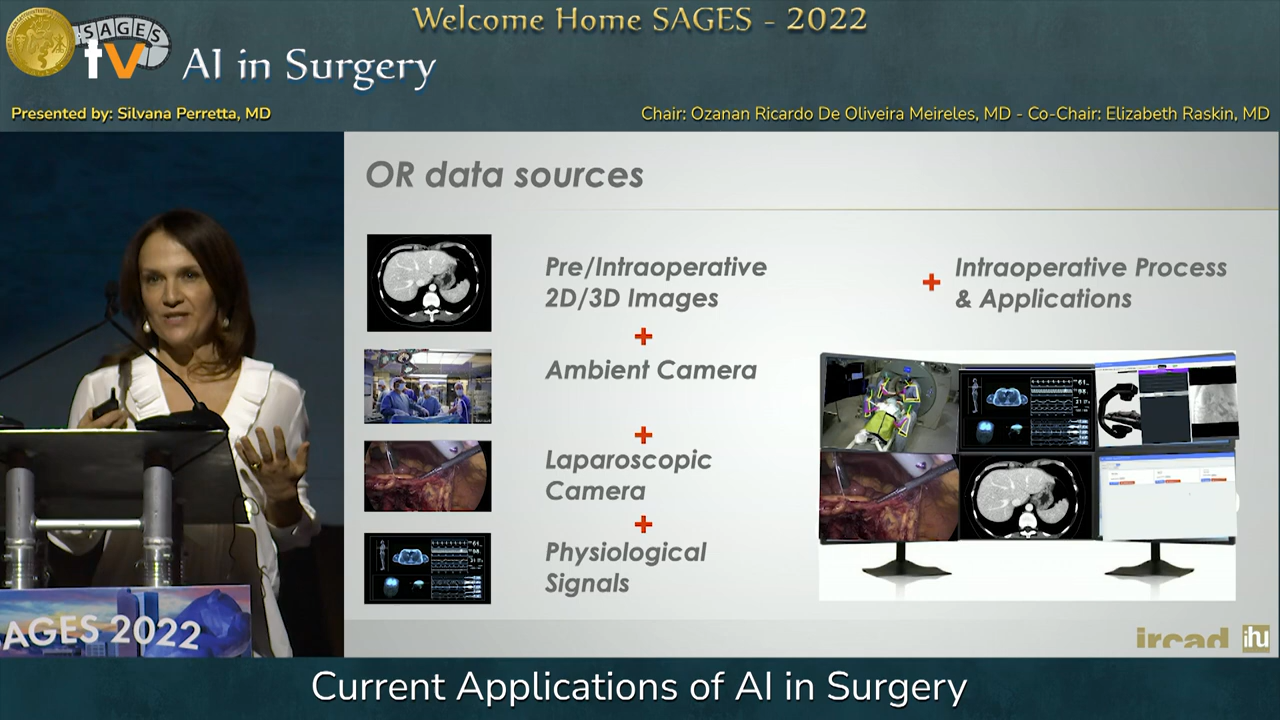 Welcome Home SAGES - 2022
SAGES
tv
AI in Surgery
Presented by: Silvana Perretta, MD
Chair: Ozanan Ricardo De Oliveira Meireles, MD - Co-Chair: Elizabeth Raskin, MD
OR data sources
Pre/Intraoperative
2D/3D Images
+
Ambient Camera
+
Laparoscopic
Camera
+
Physiological
Signals
+ Intraoperative Process
& Applications
ircad ihu
AGES 2022
Current Applications of AI in Surgery